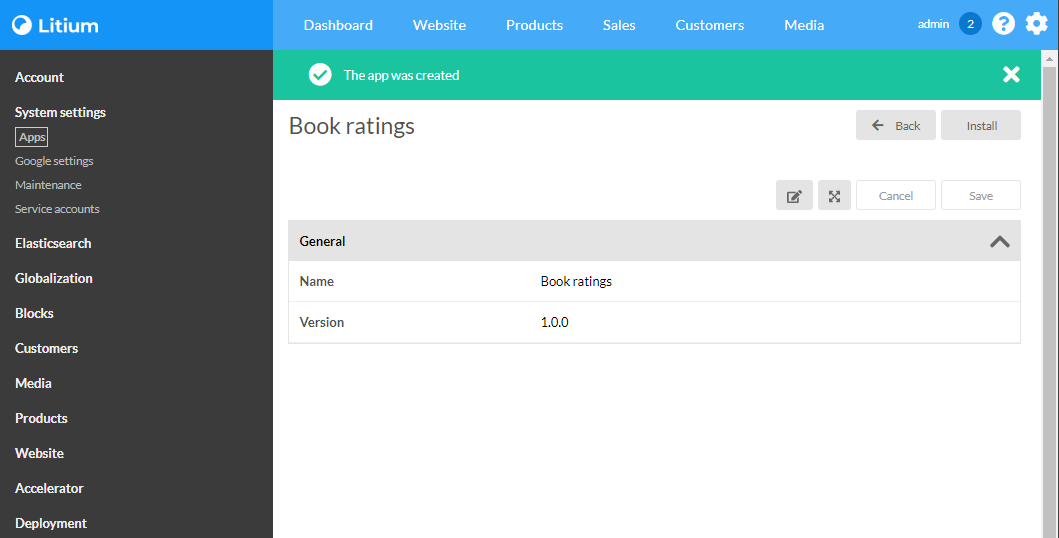 Litium
Dashboard Website Products Sales Customers Media admin 2 ?
Account
System settings
Apps
Google settings
Maintenance
Service accounts
Elasticsearch
Globalization
Blocks
Customers
Media
Products
Website
Accelerator
Deployment
The app was created
Book ratings
Back Install
Cancel Save
General
Name Book ratings
Version 1.0.0